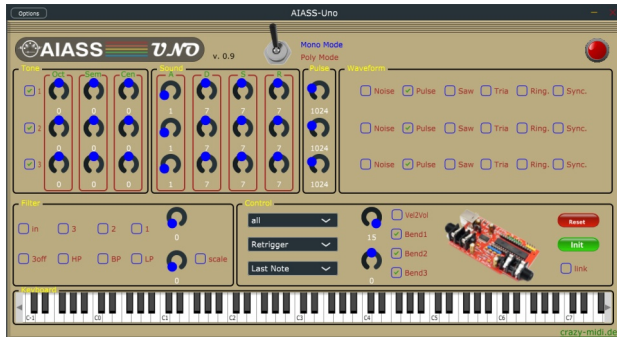 Options AIASS-Uno
AIASS UNO v. 0.9 Mono Mode
Poly Mode
Tone Sound Pulse Waveform
Oct Sem Cen A D S R
1 Noise Pulse Saw Tria Ring. Sync.
0 0 0 1 7 7 7 1024
2 Noise Pulse Saw Tria Ring. Sync.
0 0 0 1 7 7 7 1024
3 Noise Pulse Saw Tria Ring. Sync.
0 0 0 1 7 7 7 1024
Filter Control
all Vel2Vol
in 3 2 1 0 15 Bend1 Reset
Retrigger Bend2 Init
3off HP BP LP scale Last Note Bend3 link
0 0
Keyboard
C-1 C0 C1 C2 C3 C4 C5 C6 C7
crazy-midi.de